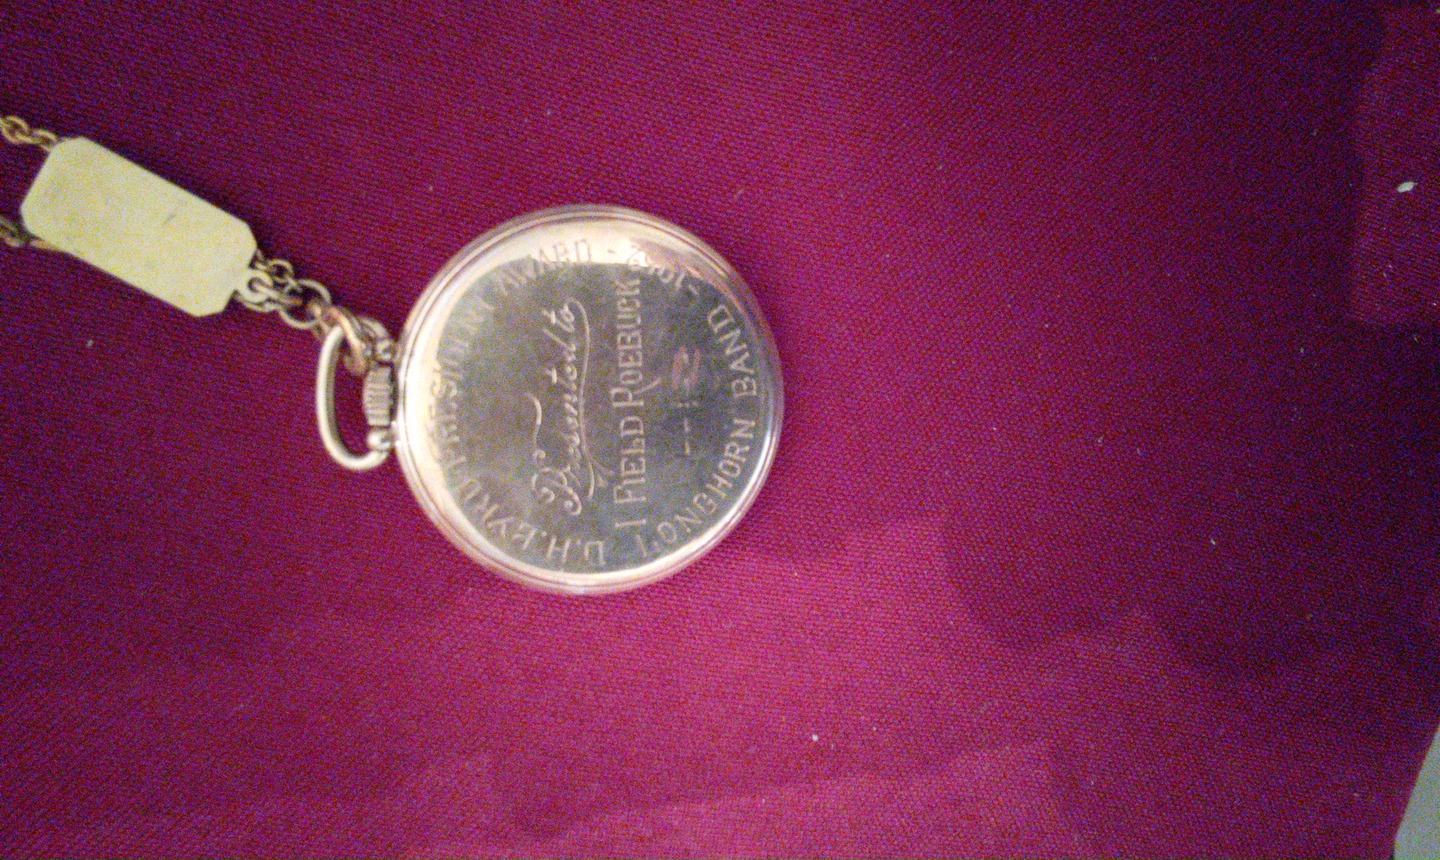 D.H. BYRD PRESIDENT AWARD -
Presented to
I FIELD ROEBUCK
LONGHORN BAND